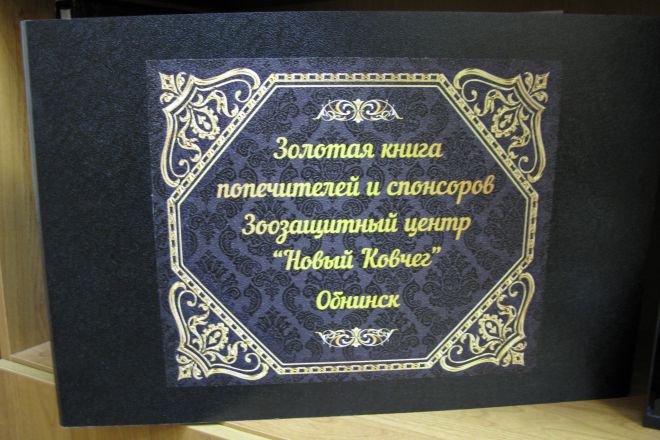 Золотая книга
попечителей и спонсоров
Зоозащитный центр
“Новый Ковчег”
Обнинск